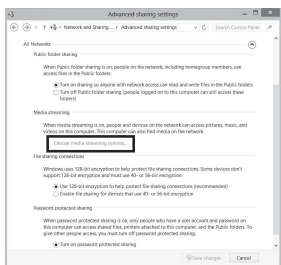 Advanced sharing settings
Network and Sharing ... Advanced sharing settings
Search Control Panel
All Networks
Public folder sharing
When Public folder sharing is on, people on the network, including homegroup members, can
access files in the Public folders.
Turn on sharing so anyone with network access can read and write files in the Public folders
Turn off Public folder sharing (people logged on to this computer can still access these
folders)
Media streaming
When media streaming is on, people and devices on the network can access pictures, music, and
videos on this computer. This computer can also find media on the network.
Choose media streaming options...
File sharing connections
Windows uses 128-bit encryption to help protect file sharing connections. Some devices don't
support 128-bit encryption and must use 40- or 56-bit encryption.
Use 128-bit encryption to help protect file sharing connections (recommended)
Enable file sharing for devices that use 40- or 56-bit encryption
Password protected sharing
When password protected sharing is on, only people who have a user account and password on
this computer can access shared files, printers attached to this computer, and the Public folders. To
give other people access, you must turn off password protected sharing.
Turn on password protected sharing
Save changes
Cancel